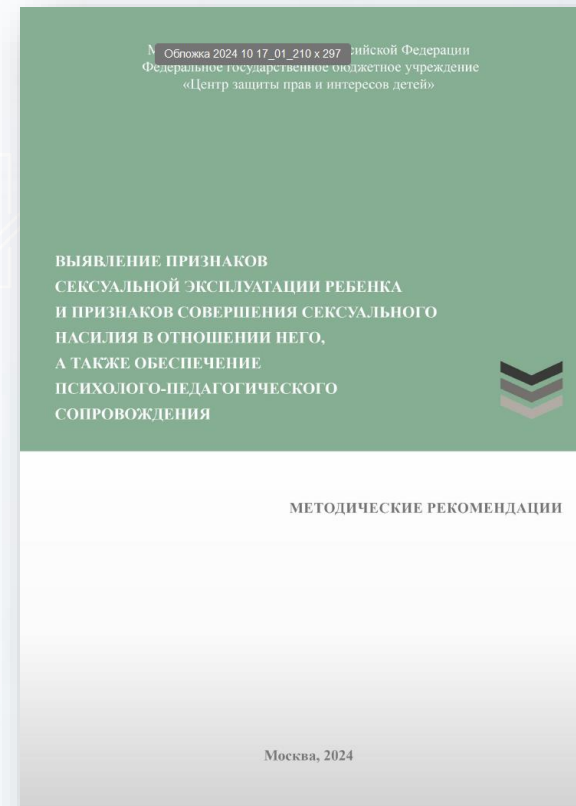 Обложка 2024 10 17_01_210 x 297
сийской Федерации
Федеральное государственное бюджетное учреждение
«Центр защиты прав и интересов детей»
ВЫЯВЛЕНИЕ ПРИЗНАКОВ
СЕКСУАЛЬНОЙ ЭКСПЛУАТАЦИИ РЕБЕНКА
И ПРИЗНАКОВ СОВЕРШЕНИЯ СЕКСУАЛЬНОГО
НАСИЛИЯ В ОТНОШЕНИИ НЕГО,
А ТАКЖЕ ОБЕСПЕЧЕНИЕ
ПСИХОЛОГО-ПЕДАГОГИЧЕСКОГО
СОПРОВОЖДЕНИЯ
МЕТОДИЧЕСКИЕ РЕКОМЕНДАЦИИ
Москва, 2024